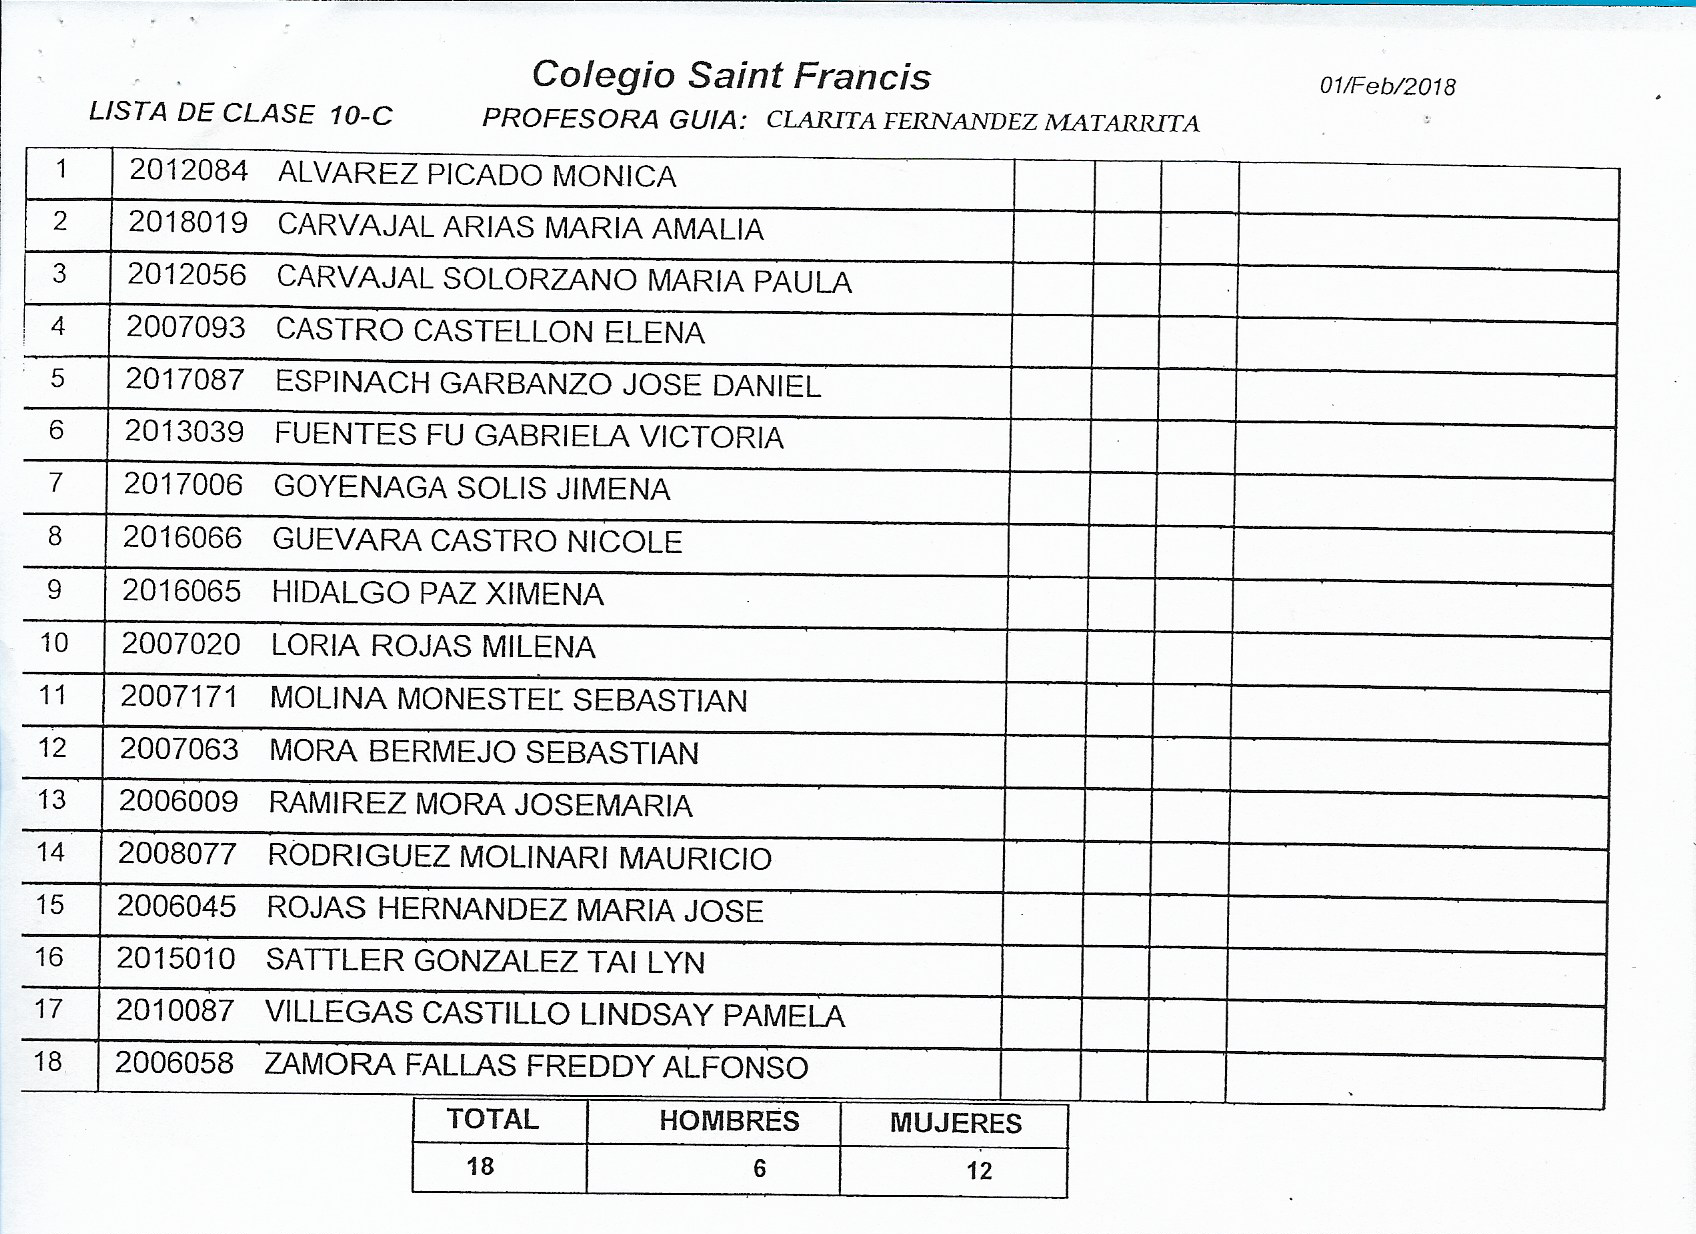 Colegio Saint Francis
01/Feb/2018
LISTA DE CLASE 10-C PROFESORA GUIA: CLARITA FERNANDEZ MATARRITA
1 2012084 ALVAREZ PICADO MONICA
2 2018019 CARVAJAL ARIAS MARIA AMALIA
3 2012056 CARVAJAL SOLORZANO MARIA PAULA
4 2007093 CASTRO CASTELLON ELENA
5 2017087 ESPINACH GARBANZO JOSE DANIEL
6 2013039 FUENTES FU GABRIELA VICTORIA
7 2017006 GOYENAGA SOLIS JIMENA
8 2016066 GUEVARA CASTRO NICOLE
9 2016065 HIDALGO PAZ XIMENA
10 2007020 LORIA ROJAS MILENA
11 2007171 MOLINA MONESTEL SEBASTIAN
12 2007063 MORA BERMEJO SEBASTIAN
13 2006009 RAMIREZ MORA JOSEMARIA
14 2008077 RODRIGUEZ MOLINARI MAURICIO
15 2006045 ROJAS HERNANDEZ MARIA JOSE
16 2015010 SATTLER GONZALEZ TAI LYN
17 2010087 VILLEGAS CASTILLO LINDSAY PAMELA
18 2006058 ZAMORA FALLAS FREDDY ALFONSO
TOTAL HOMBRES MUJERES
18 6 12